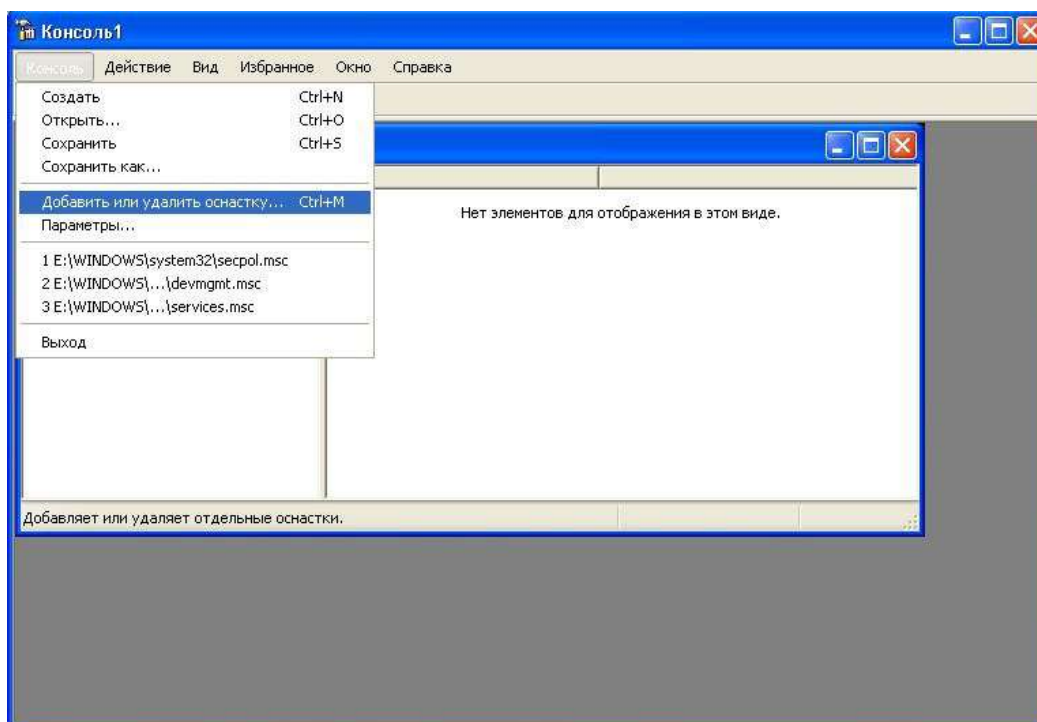 Консоль1
Консоль Действие Вид Избранное Окно Справка
Создать Ctrl+N
Открыть... Ctrl+O
Сохранить Ctrl+S
Сохранить как...
Добавить или удалить оснастку... Ctrl+M
Параметры...
1 E:\WINDOWS\system32\secpol.msc
2 E:\WINDOWS\...\devmgmt.msc
3 E:\WINDOWS\...\services.msc
Выход
Нет элементов для отображения в этом виде.
Добавляет или удаляет отдельные оснастки.